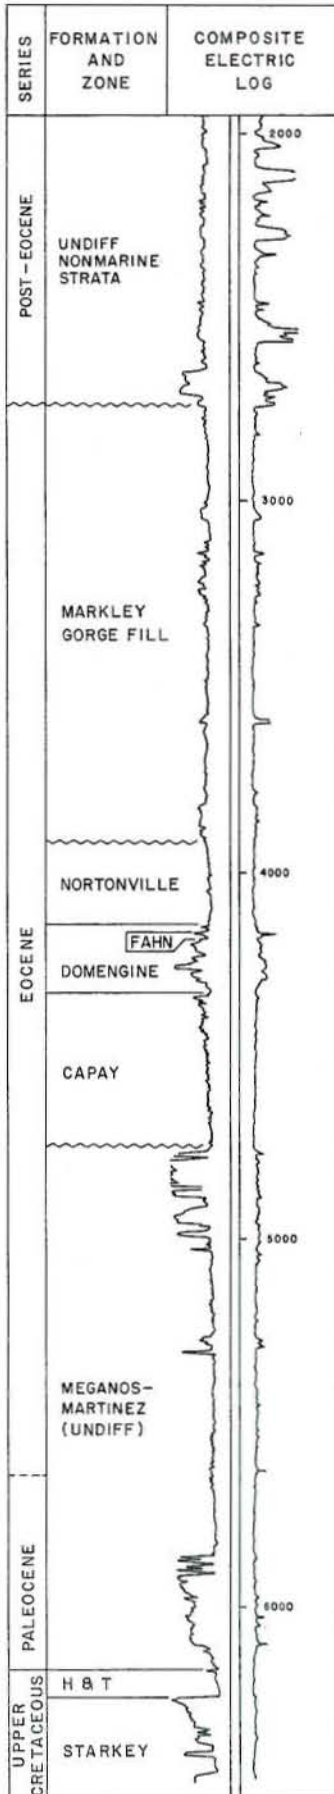 SERIES
FORMATION
AND
ZONE
COMPOSITE
ELECTRIC
LOG
2000
POST-EOCENE
UNDIFF
NONMARINE
STRATA
3000
MARKLEY
GORGE FILL
4000
NORTONVILLE
EOCENE
FAHN
DOMENGINE
CAPAY
5000
MEGANOS-
MARTINEZ
(UNDIFF)
PALEOCENE
6000
H & T
UPPER
CRETACEOUS
STARKEY